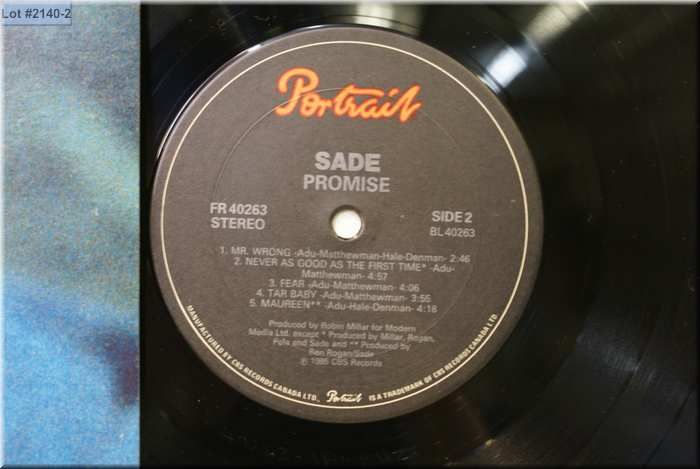 Lot #2140-2
Portrait
SADE
PROMISE
FR 40263
STEREO
SIDE 2
BL 40263
1. MR. WRONG -Adu-Matthewman-Hale-Denman- 2:46
2. NEVER AS GOOD AS THE FIRST TIME* -Adu-
Matthewman- 4:57
3. FEAR -Adu-Matthewman- 4:06
4. TAR BABY -Adu-Matthewman- 3:55
5. MAUREEN** -Adu-Hale-Denman- 4:18
Produced by Robin Millar for Modern
Media Ltd. except * Produced by Millar, Rogan,
Pela and Sade and ** Produced by
Ben Rogan/Sade
℗ 1985 CBS Records
MANUFACTURED BY CBS RECORDS CANADA LTD. Portrait IS A TRADEMARK OF CBS RECORDS CANADA LTD.